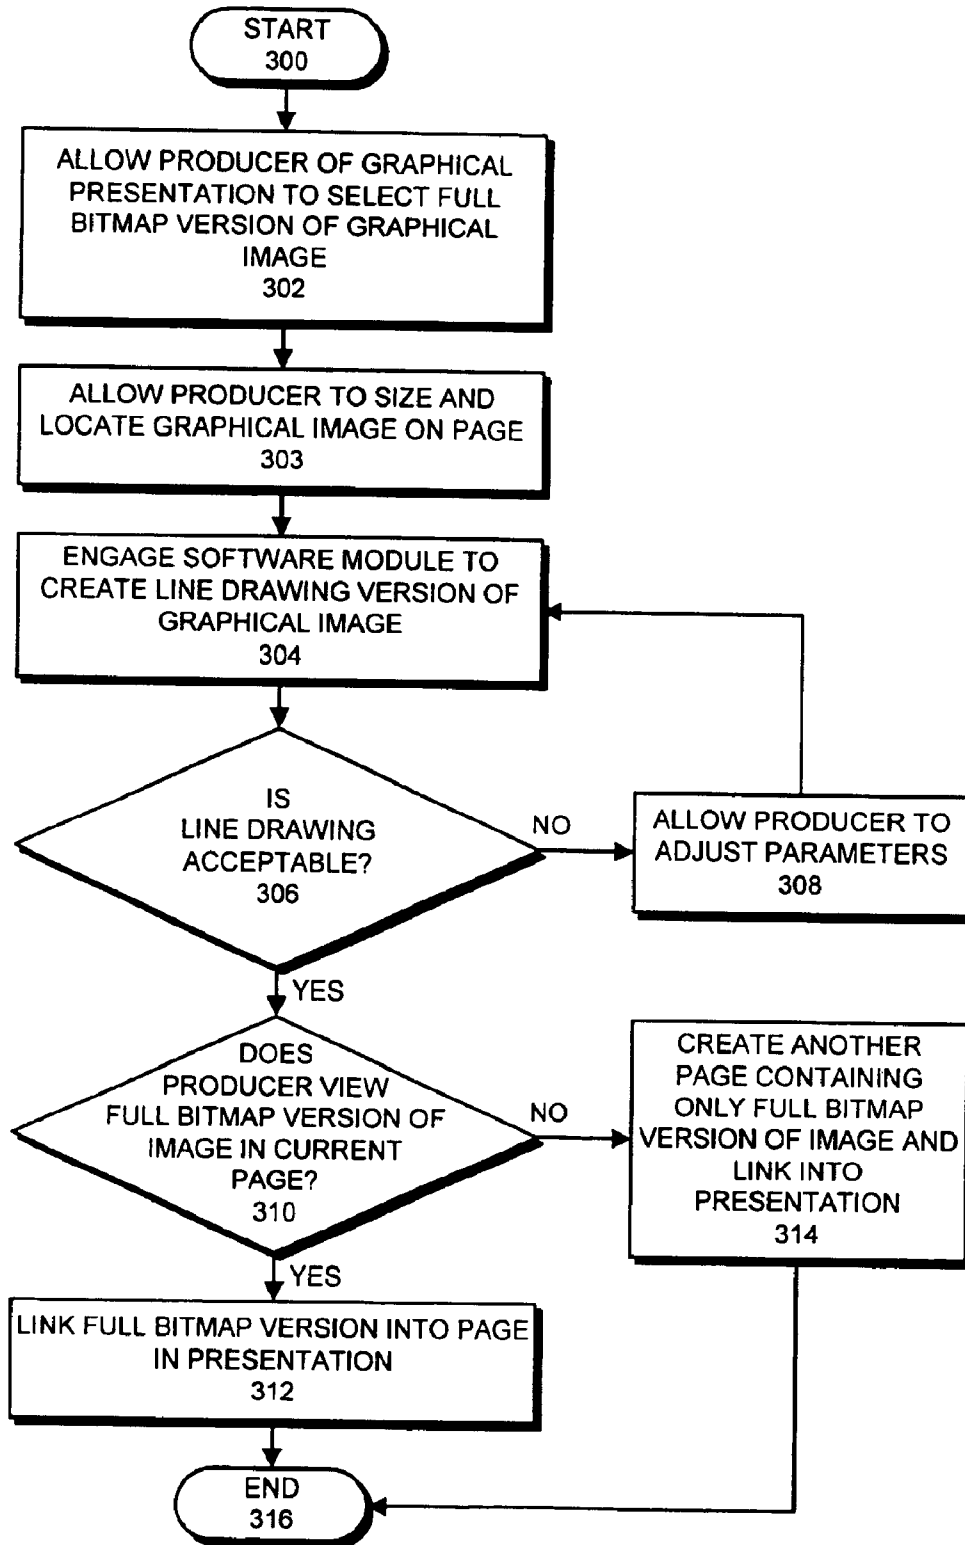 START
300
ALLOW PRODUCER OF GRAPHICAL
PRESENTATION TO SELECT FULL
BITMAP VERSION OF GRAPHICAL
IMAGE
302
ALLOW PRODUCER TO SIZE AND
LOCATE GRAPHICAL IMAGE ON PAGE
303
ENGAGE SOFTWARE MODULE TO
CREATE LINE DRAWING VERSION OF
GRAPHICAL IMAGE
304
IS
LINE DRAWING
ACCEPTABLE?
306
NO
ALLOW PRODUCER TO
ADJUST PARAMETERS
308
YES
DOES
PRODUCER VIEW
FULL BITMAP VERSION OF
IMAGE IN CURRENT
PAGE?
310
NO
CREATE ANOTHER
PAGE CONTAINING
ONLY FULL BITMAP
VERSION OF IMAGE AND
LINK INTO
PRESENTATION
314
YES
LINK FULL BITMAP VERSION INTO PAGE
IN PRESENTATION
312
END
316